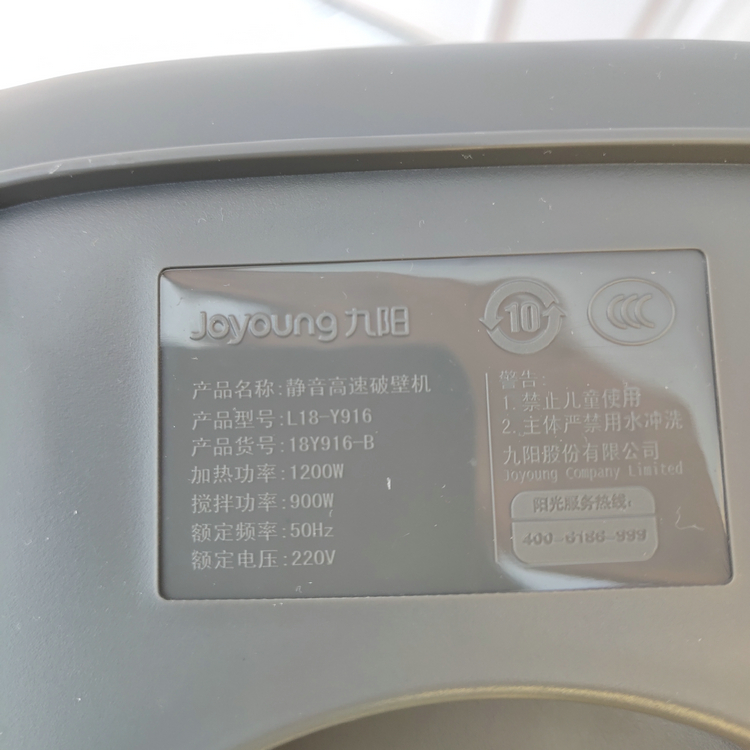 Joyoung 九阳
10
CCC
产品名称:静音高速破壁机
产品型号:L18-Y916
产品货号:18Y916-B
加热功率:1200W
搅拌功率:900W
额定频率:50Hz
额定电压:220V
警告:
1. 禁止儿童使用
2. 主体严禁用水冲洗
九阳股份有限公司
Joyoung Company Limited
阳光服务热线:
400-6186-999